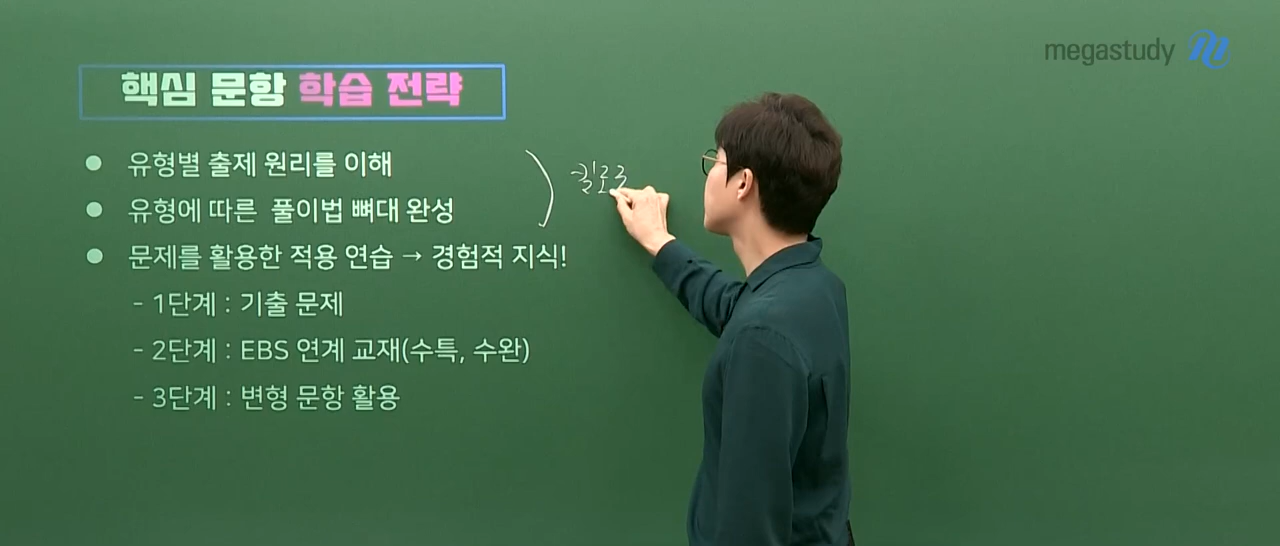 megastudy
핵심 문항 학습 전략
● 유형별 출제 원리를 이해
● 유형에 따른 풀이법 뼈대 완성
킬로
● 문제를 활용한 적용 연습 → 경험적 지식!
- 1단계 : 기출 문제
- 2단계 : EBS 연계 교재(수특, 수완)
- 3단계 : 변형 문항 활용